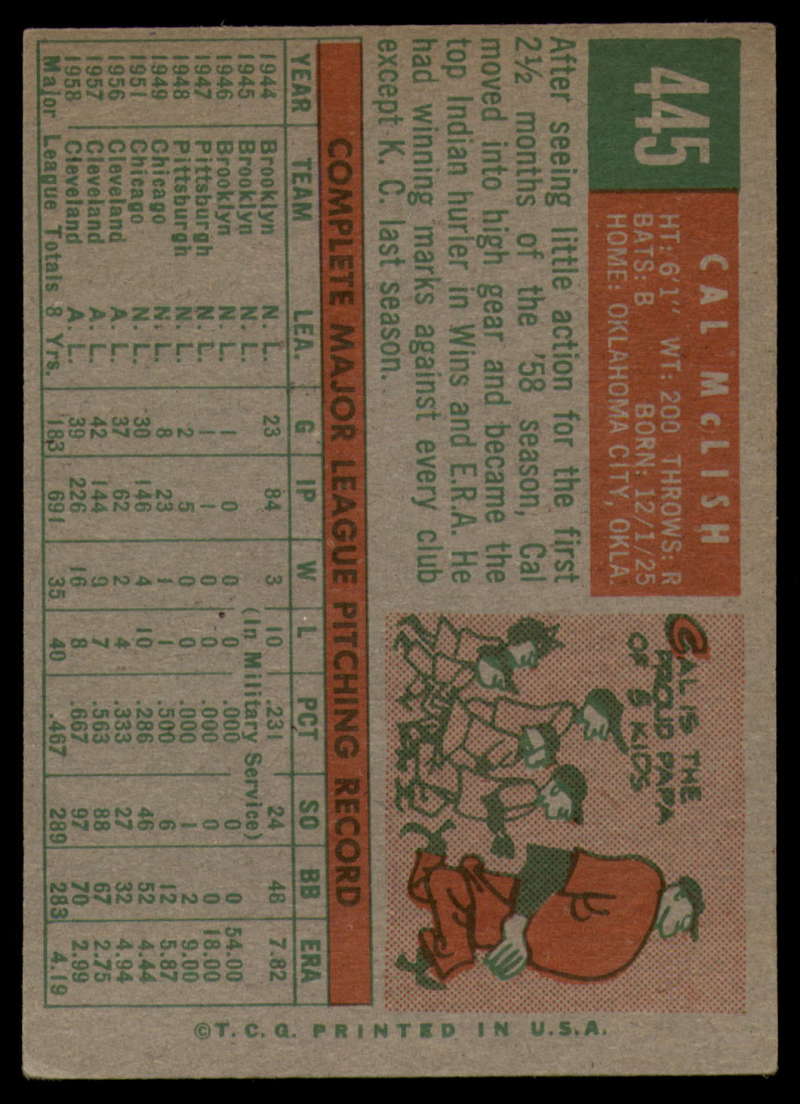 445
CAL McLISH
HT: 6'1" WT: 200 THROWS: R
BATS: B BORN: 12/1/25
HOME: OKLAHOMA CITY, OKLA.
After seeing little action for the first
2½ months of the '58 season, Cal
moved into high gear and became the
top Indian hurler in Wins and E.R.A. He
had winning marks against every club
except K. C. last season.
CAL IS THE
PROUD PAPA
OF 5 KIDS
COMPLETE MAJOR LEAGUE PITCHING RECORD
YEAR TEAM LEA. G IP W L PCT SO BB ERA
1944 Brooklyn N. L. 23 84 3 10 .231 24 48 7.82
1945 Brooklyn N. L. (In Military Service)
1946 Brooklyn N. L. 1 0 0 0 .000 0 0 54.00
1947 Pittsburgh N. L. 1 1 0 0 .000 0 0 18.00
1948 Pittsburgh N. L. 2 5 0 0 .000 1 2 9.00
1949 Chicago N. L. 8 23 1 1 .500 6 12 5.87
1951 Chicago N. L. 30 146 4 10 .286 46 52 4.44
1956 Cleveland A. L. 37 62 2 4 .333 27 32 4.94
1957 Cleveland A. L. 42 144 9 7 .563 88 67 2.75
1958 Cleveland A. L. 39 226 16 8 .667 97 70 2.99
Major League Totals 8 Yrs. 183 691 35 40 .467 289 283 4.19
©T.C.G. PRINTED IN U.S.A.